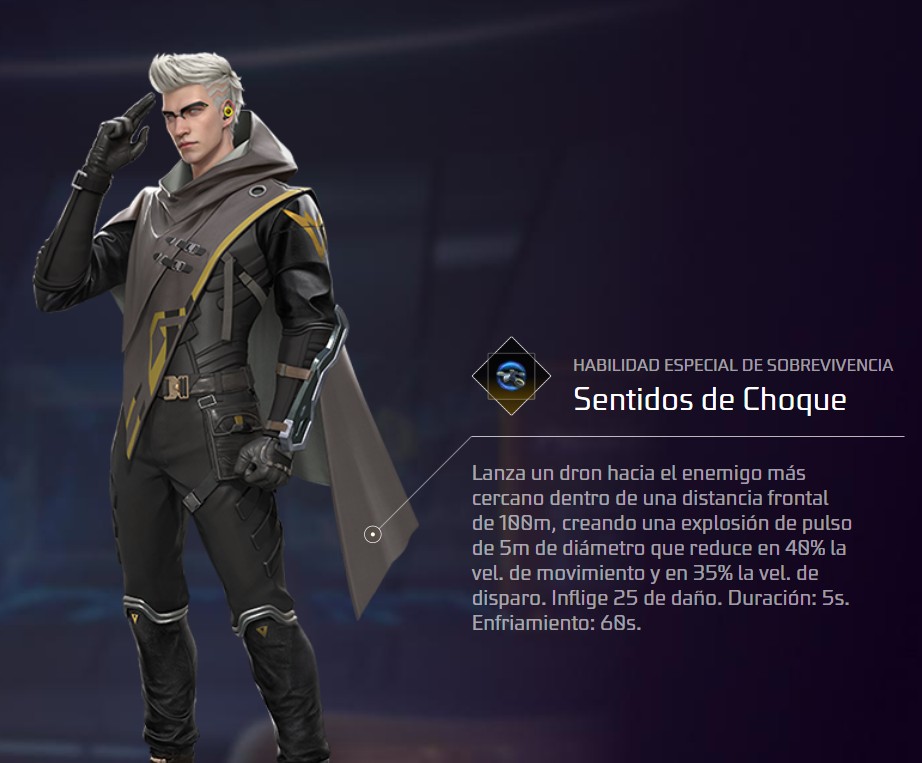 HABILIDAD ESPECIAL DE SOBREVIVENCIA
Sentidos de Choque
Lanza un dron hacia el enemigo más
cercano dentro de una distancia frontal
de 100m, creando una explosión de pulso
de 5m de diámetro que reduce en 40% la
vel. de movimiento y en 35% la vel. de
disparo. Inflige 25 de daño. Duración: 5s.
Enfriamiento: 60s.